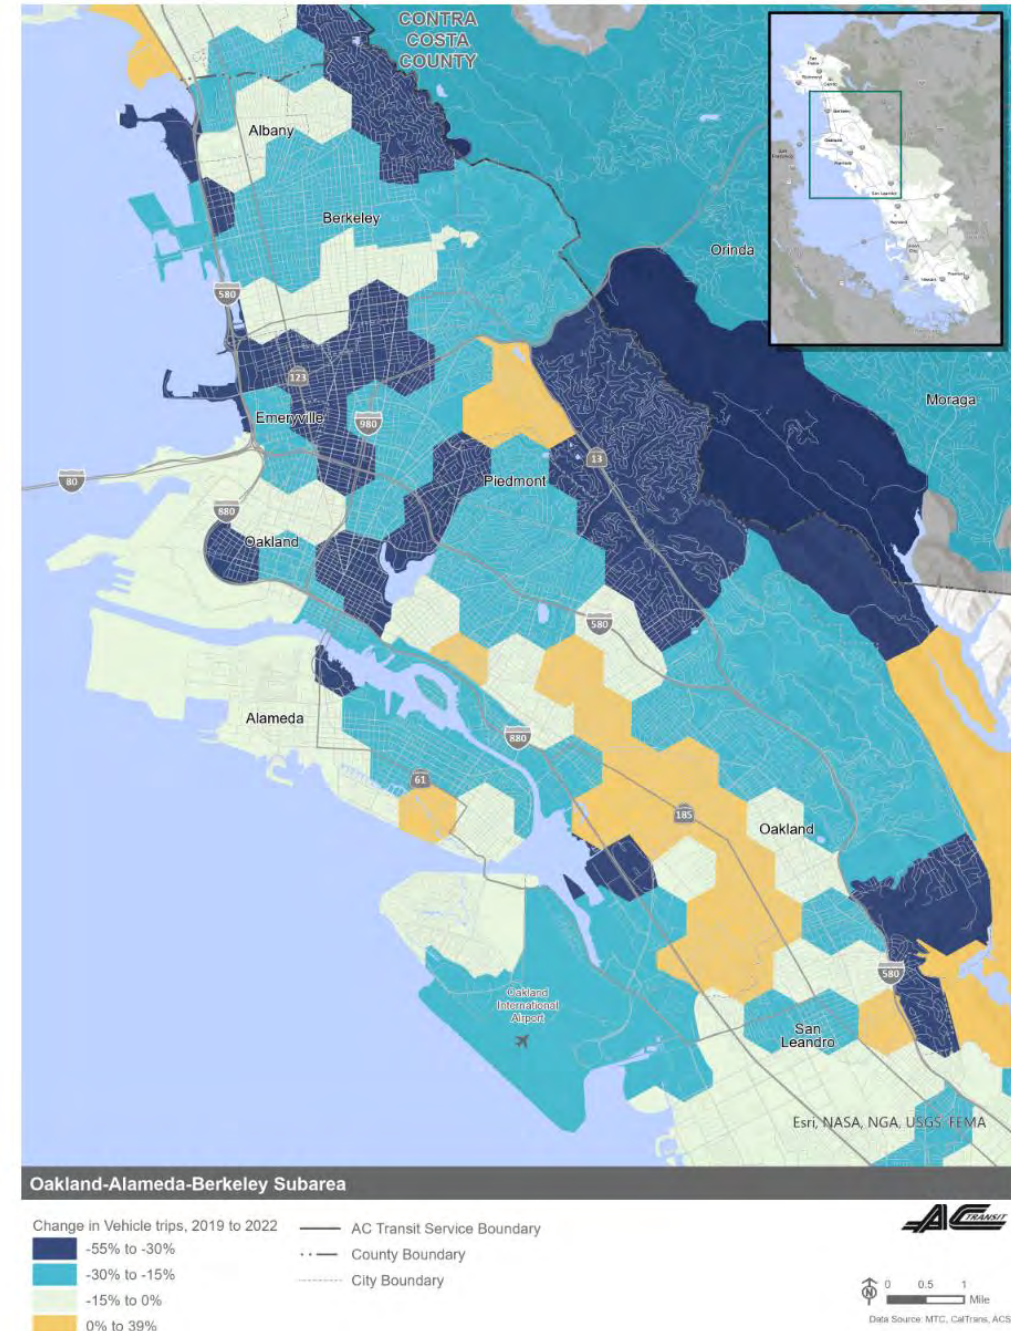 CONTRA
COSTA
COUNTY
Albany
Berkeley
Orinda
580
123
Moraga
Emeryville
980
13
80
Piedmont
880
Oakland
580
Alameda
880
61
185
Oakland
580
Oakland
International
Airport
San
Leandro
Esri, NASA, NGA, USGS, FEMA
Oakland-Alameda-Berkeley Subarea
Change in Vehicle trips, 2019 to 2022
-55% to -30%
-30% to -15%
-15% to 0%
0% to 39%
AC Transit Service Boundary
County Boundary
City Boundary
AC TRANSIT
N
0 0.5 1
Mile
Data Source: MTC, CalTrans, ACS